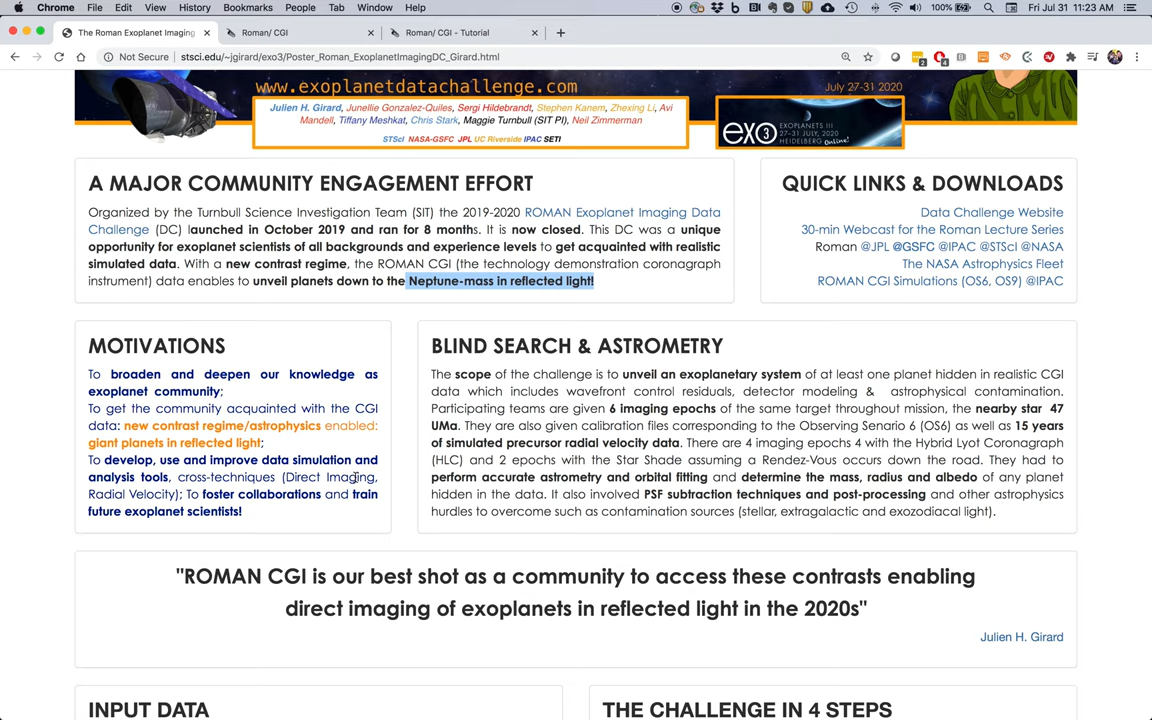 Chrome File Edit View History Bookmarks People Tab Window Help 100% Fri Jul 31 11:23 AM
The Roman Exoplanet Imaging × Roman/ CGI × Roman/ CGI - Tutorial × +
Not Secure | stsci.edu/~jgirard/exo3/Poster_Roman_ExoplanetImagingDC_Girard.html
www.exoplanetdatachallenge.com
July 27-31 2020
Julien H. Girard, Junellie Gonzalez-Quiles, Sergi Hildebrandt, Stephen Kanem, Zhexing Li, Avi
Mandell, Tiffany Meshkat, Chris Stark, Maggie Turnbull (SIT PI), Neil Zimmerman
STScI NASA-GSFC JPL UC Riverside IPAC SETI
exo3 EXOPLANETS III
27-31 JULY, 2020
HEIDELBERG Online!
A MAJOR COMMUNITY ENGAGEMENT EFFORT
Organized by the Turnbull Science Investigation Team (SIT) the 2019-2020 ROMAN Exoplanet Imaging Data
Challenge (DC) launched in October 2019 and ran for 8 months. It is now closed. This DC was a unique
opportunity for exoplanet scientists of all backgrounds and experience levels to get acquainted with realistic
simulated data. With a new contrast regime, the ROMAN CGI (the technology demonstration coronagraph
instrument) data enables to unveil planets down to the Neptune-mass in reflected light!
QUICK LINKS & DOWNLOADS
Data Challenge Website
30-min Webcast for the Roman Lecture Series
Roman @JPL @GSFC @IPAC @STScI @NASA
The NASA Astrophysics Fleet
ROMAN CGI Simulations (OS6, OS9) @IPAC
MOTIVATIONS
To broaden and deepen our knowledge as
exoplanet community;
To get the community acquainted with the CGI
data: new contrast regime/astrophysics enabled:
giant planets in reflected light;
To develop, use and improve data simulation and
analysis tools, cross-techniques (Direct Imaging,
Radial Velocity); To foster collaborations and train
future exoplanet scientists!
BLIND SEARCH & ASTROMETRY
The scope of the challenge is to unveil an exoplanetary system of at least one planet hidden in realistic CGI
data which includes wavefront control residuals, detector modeling & astrophysical contamination.
Participating teams are given 6 imaging epochs of the same target throughout mission, the nearby star 47
UMa. They are also given calibration files corresponding to the Observing Senario 6 (OS6) as well as 15 years
of simulated precursor radial velocity data. There are 4 imaging epochs 4 with the Hybrid Lyot Coronagraph
(HLC) and 2 epochs with the Star Shade assuming a Rendez-Vous occurs down the road. They had to
perform accurate astrometry and orbital fitting and determine the mass, radius and albedo of any planet
hidden in the data. It also involved PSF subtraction techniques and post-processing and other astrophysics
hurdles to overcome such as contamination sources (stellar, extragalactic and exozodiacal light).
"ROMAN CGI is our best shot as a community to access these contrasts enabling
direct imaging of exoplanets in reflected light in the 2020s"
Julien H. Girard
INPUT DATA
THE CHALLENGE IN 4 STEPS